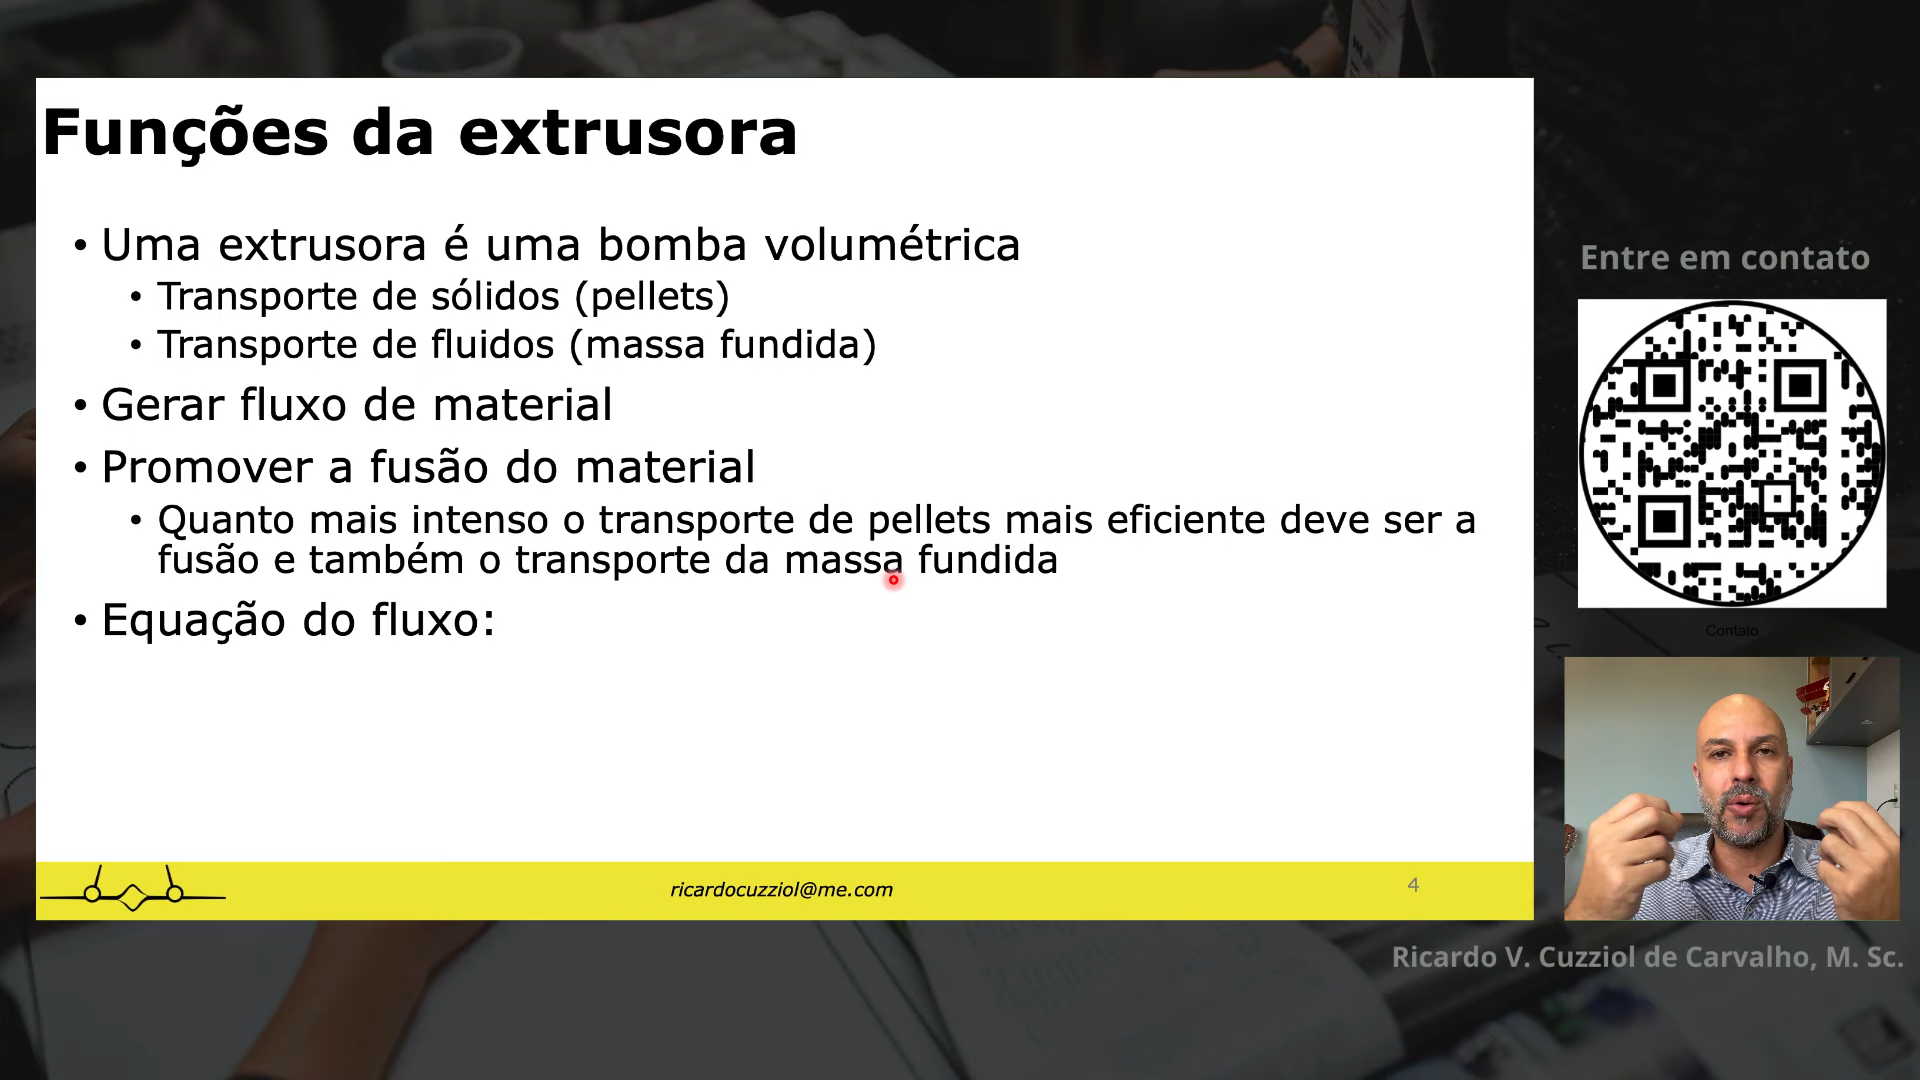 Funções da extrusora
• Uma extrusora é uma bomba volumétrica
• Transporte de sólidos (pellets)
• Transporte de fluidos (massa fundida)
• Gerar fluxo de material
• Promover a fusão do material
• Quanto mais intenso o transporte de pellets mais eficiente deve ser a
fusão e também o transporte da massa fundida
• Equação do fluxo:
ricardocuzziol@me.com
4
Entre em contato
Contato
Ricardo V. Cuzziol de Carvalho, M. Sc.